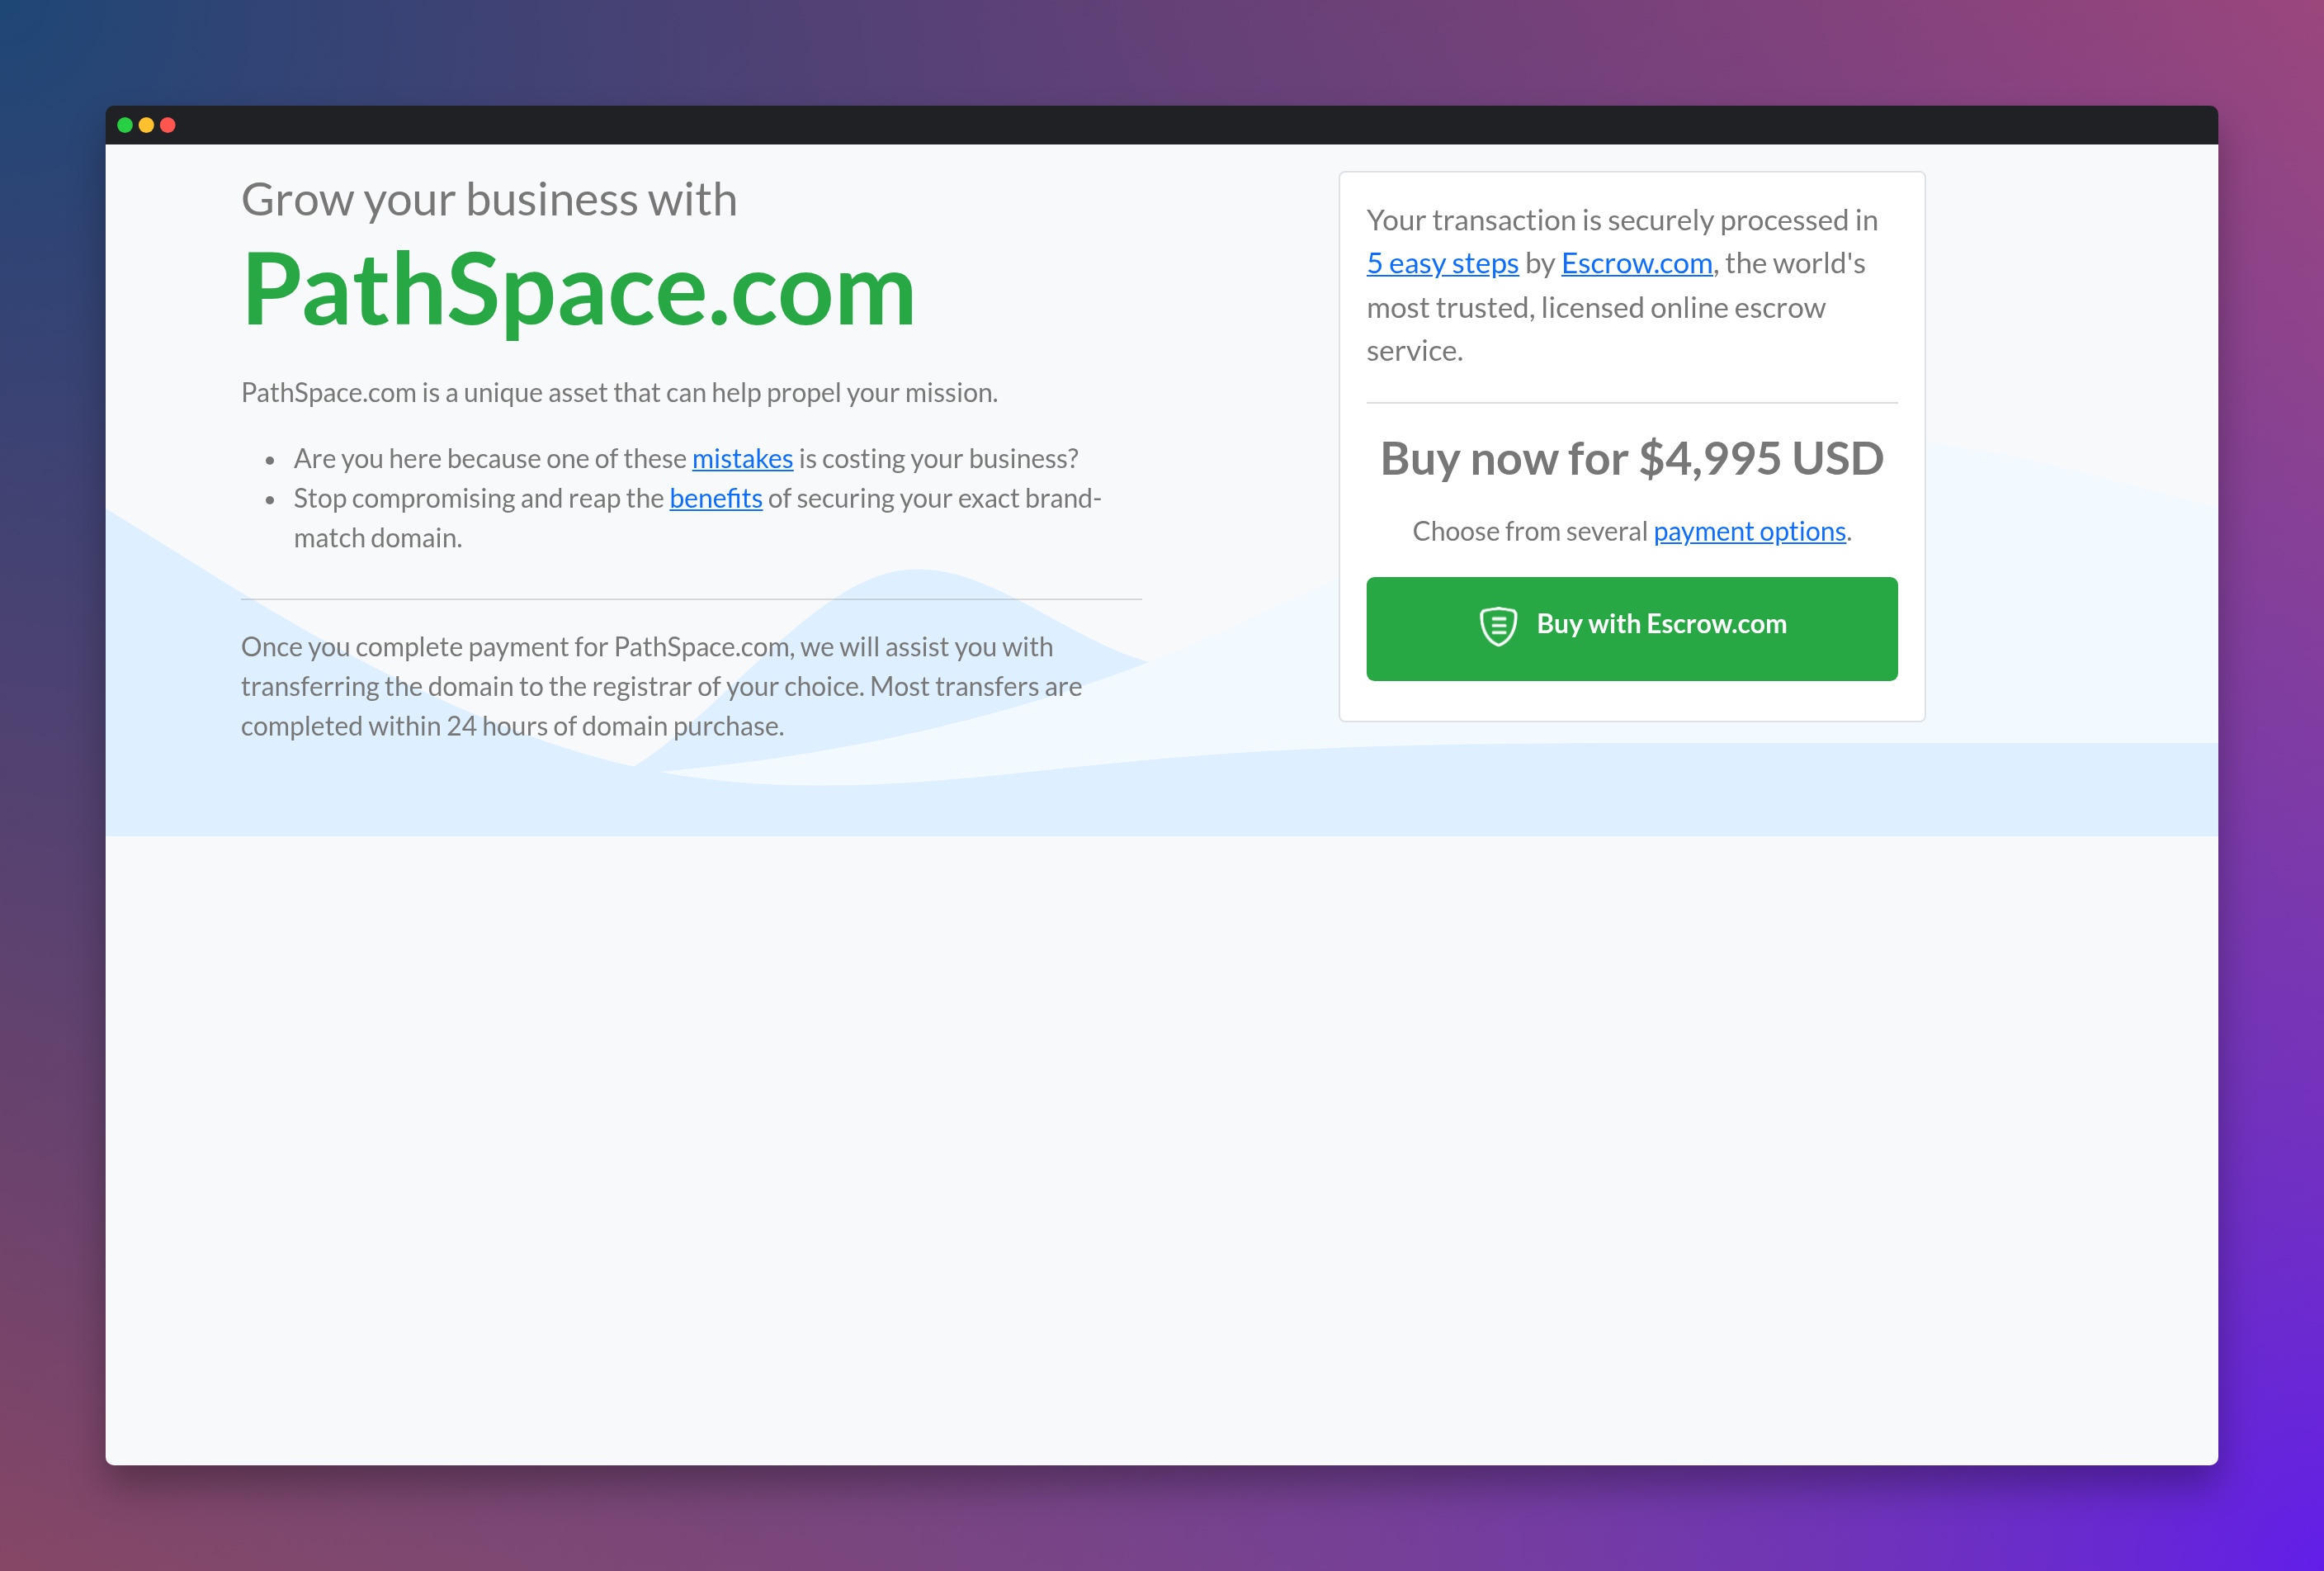 Grow your business with
PathSpace.com
PathSpace.com is a unique asset that can help propel your mission.
Are you here because one of these mistakes is costing your business?
Stop compromising and reap the benefits of securing your exact brand-
match domain.
Once you complete payment for PathSpace.com, we will assist you with
transferring the domain to the registrar of your choice. Most transfers are
completed within 24 hours of domain purchase.
Your transaction is securely processed in
5 easy steps by Escrow.com, the world's
most trusted, licensed online escrow
service.
Buy now for $4,995 USD
Choose from several payment options.
Buy with Escrow.com